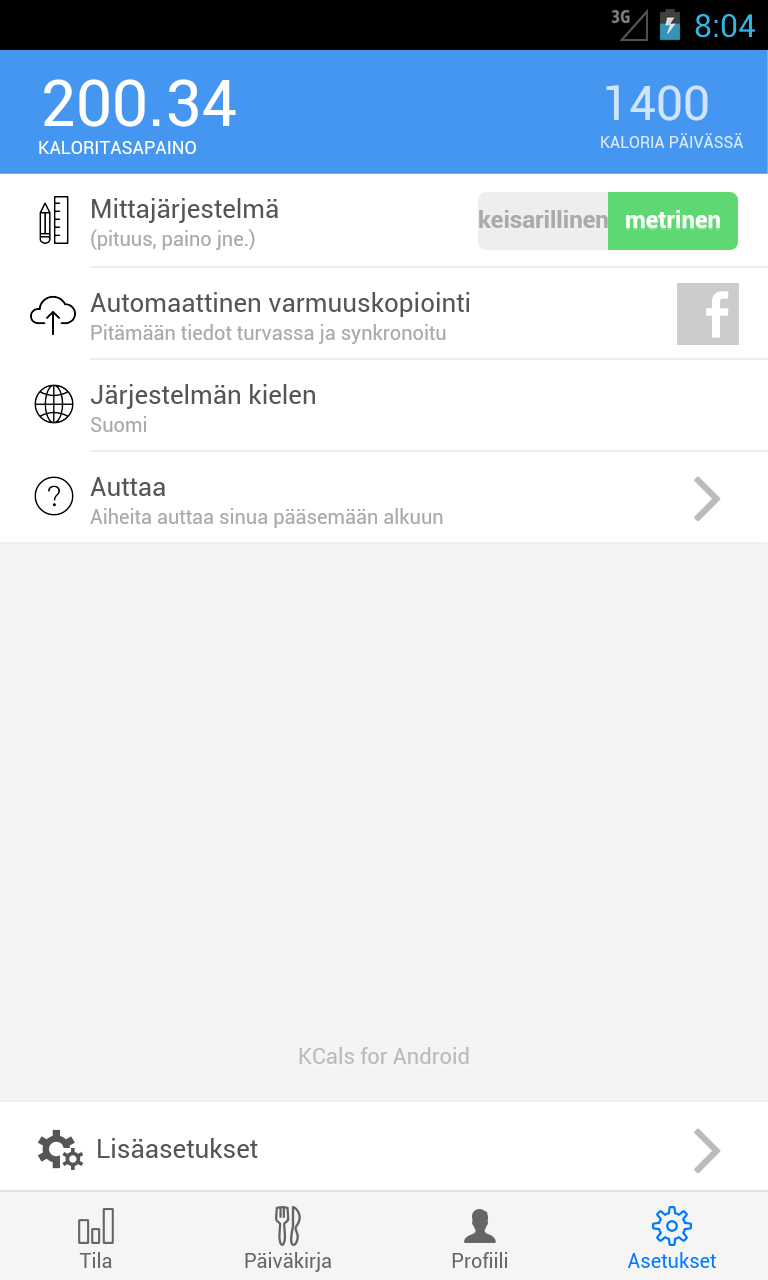 3G 8:04
200.34 1400
KALORITASAPAINO KALORIA PÄIVÄSSÄ
Mittajärjestelmä
(pituus, paino jne.)
keisarillinen metrinen
Automaattinen varmuuskopiointi
Pitämään tiedot turvassa ja synkronoitu
f
Järjestelmän kielen
Suomi
?
Auttaa
Aiheita auttaa sinua pääsemään alkuun
KCals for Android
Lisäasetukset
Tila Päiväkirja Profiili Asetukset